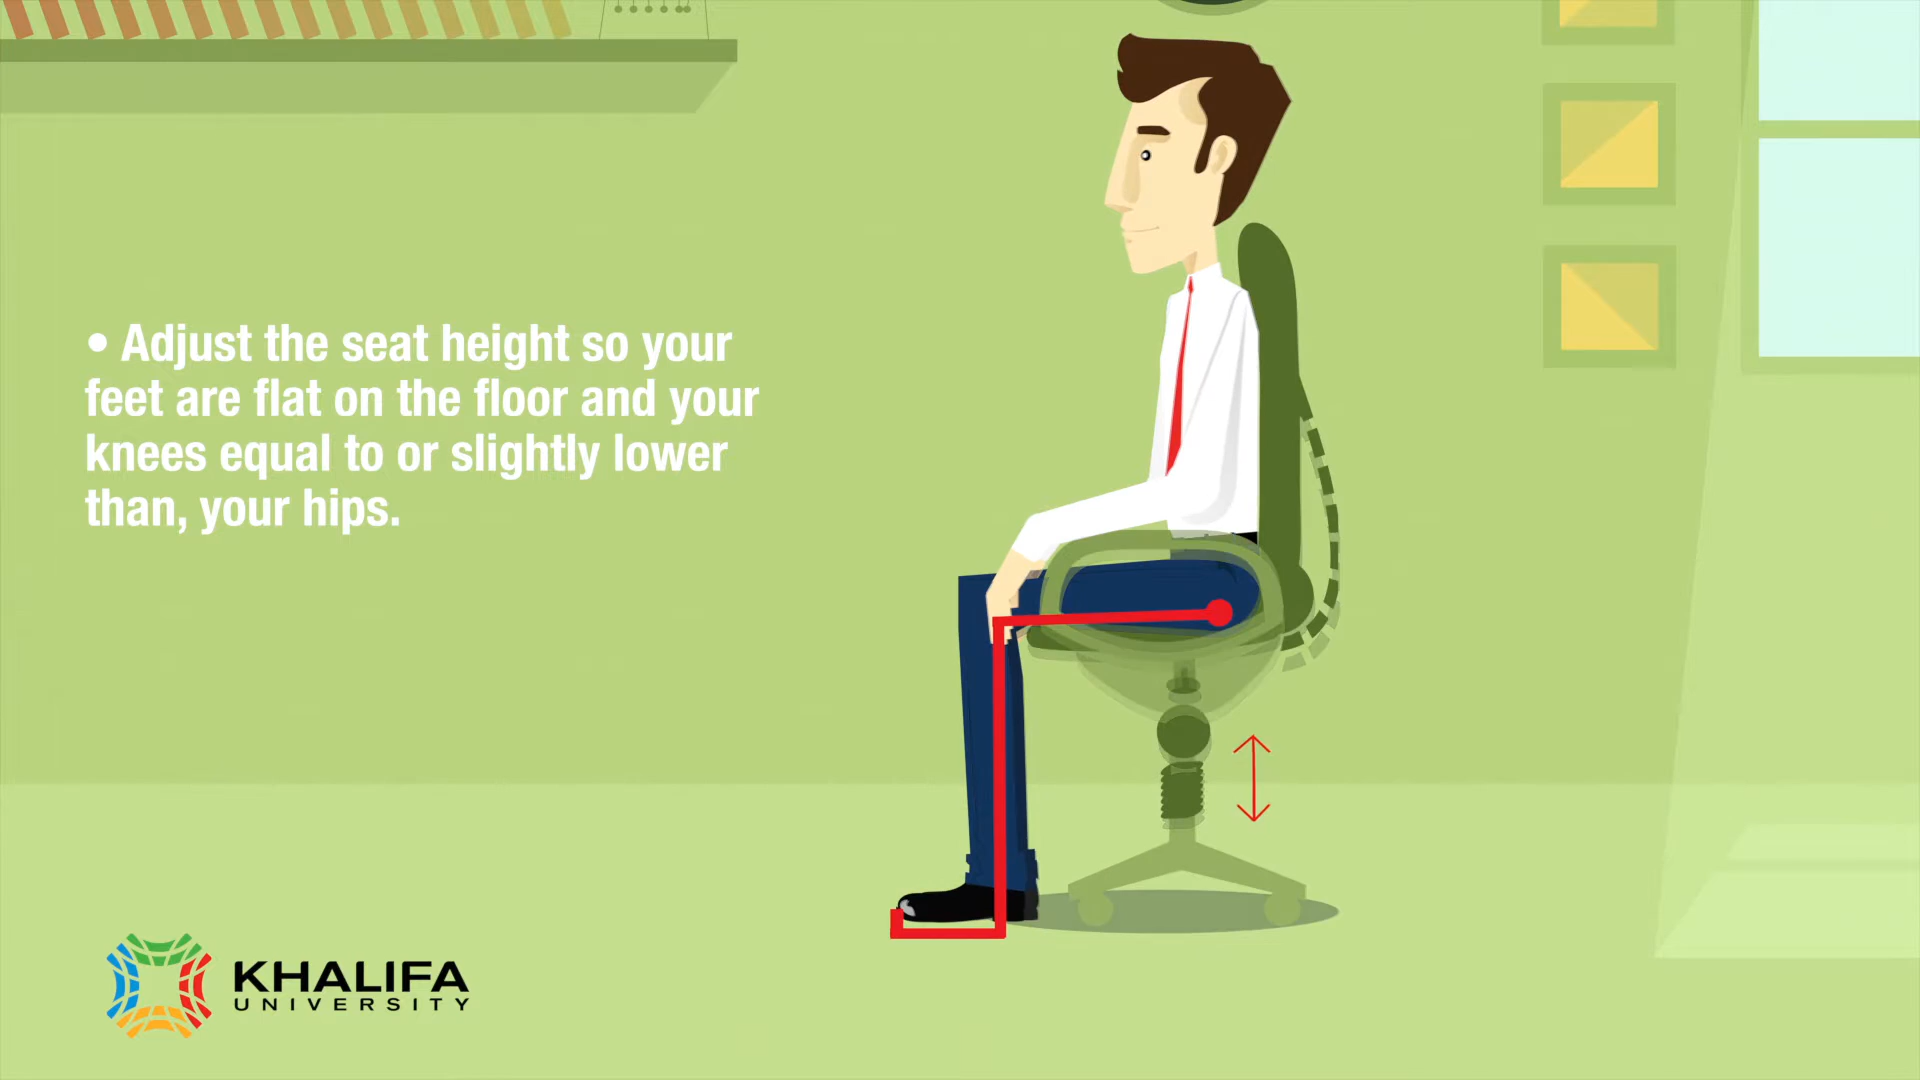 • Adjust the seat height so your
feet are flat on the floor and your
knees equal to or slightly lower
than, your hips.
KHALIFA
UNIVERSITY